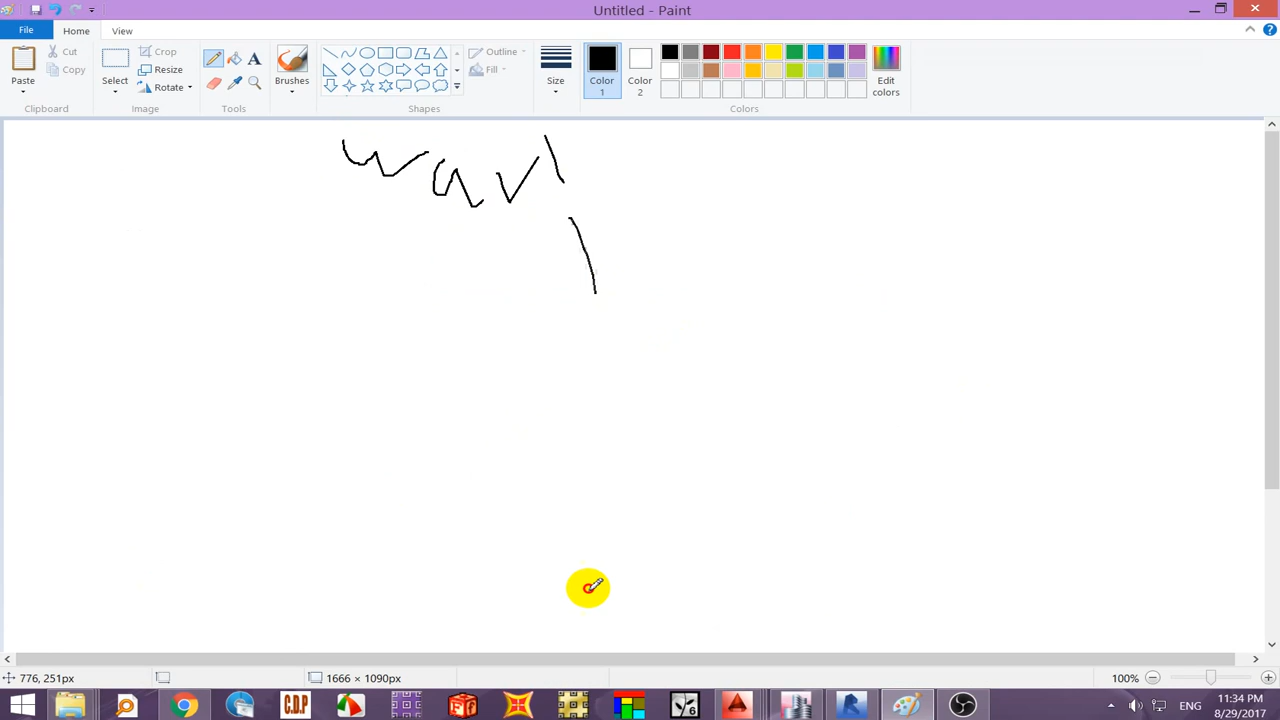 Untitled - Paint
File Home View
Paste Cut Copy Clipboard
Select Crop Resize Rotate Image
Tools
Brushes
Shapes Outline Fill
Size
Color 1 Color 2 Edit colors Colors
776, 251px 1666 × 1090px 100%
C.D.P 6 ENG 11:34 PM 8/29/2017